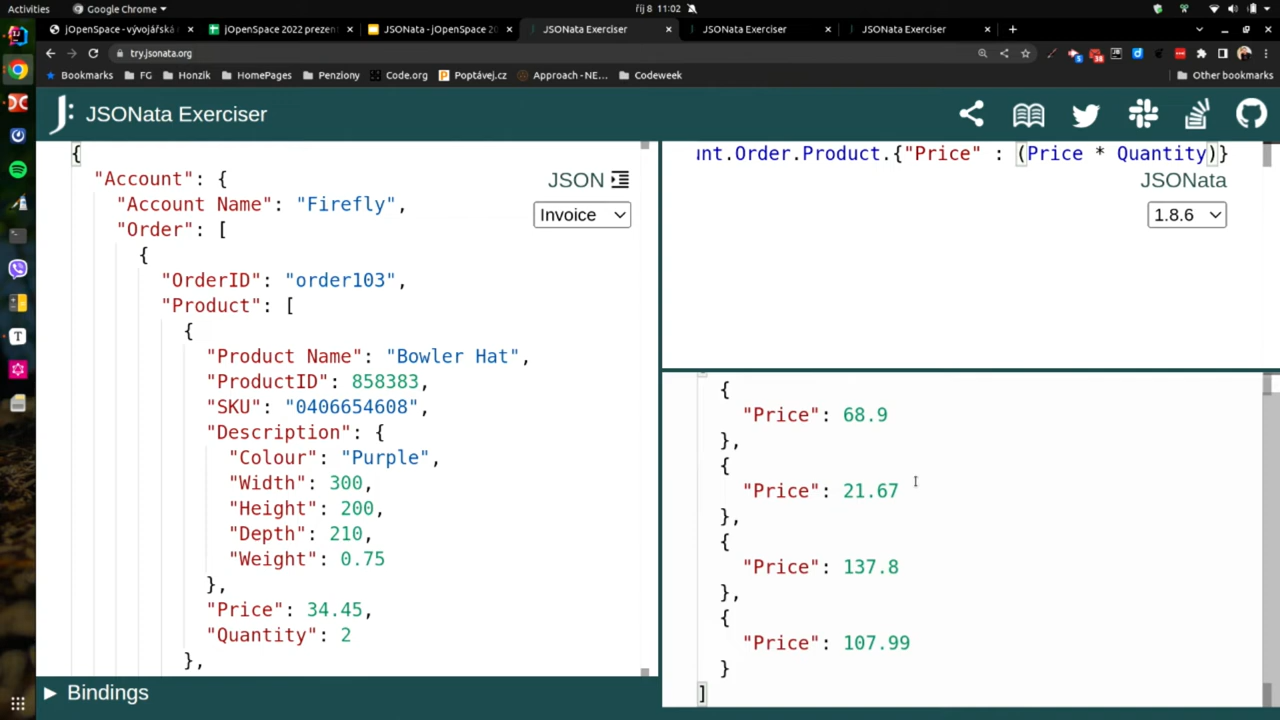 Activities
Google Chrome
říj 8 11:02
jOpenSpace - vývojářská
jOpenSpace 2022 prezent
JSONata - jOpenSpace 20
JSONata Exerciser
JSONata Exerciser
JSONata Exerciser
try.jsonata.org
Bookmarks
FG
Honzik
HomePages
Penziony
Code.org
Poptávej.cz
Approach - NE...
Codeweek
Other bookmarks
JSONata Exerciser
{
"Account": {
"Account Name": "Firefly",
"Order": [
{
"OrderID": "order103",
"Product": [
{
"Product Name": "Bowler Hat",
"ProductID": 858383,
"SKU": "0406654608",
"Description": {
"Colour": "Purple",
"Width": 300,
"Height": 200,
"Depth": 210,
"Weight": 0.75
},
"Price": 34.45,
"Quantity": 2
},
JSON
Invoice
Bindings
unt.Order.Product.{"Price" : (Price * Quantity)}
JSONata
1.8.6
{
"Price": 68.9
},
{
"Price": 21.67
},
{
"Price": 137.8
},
{
"Price": 107.99
}
]